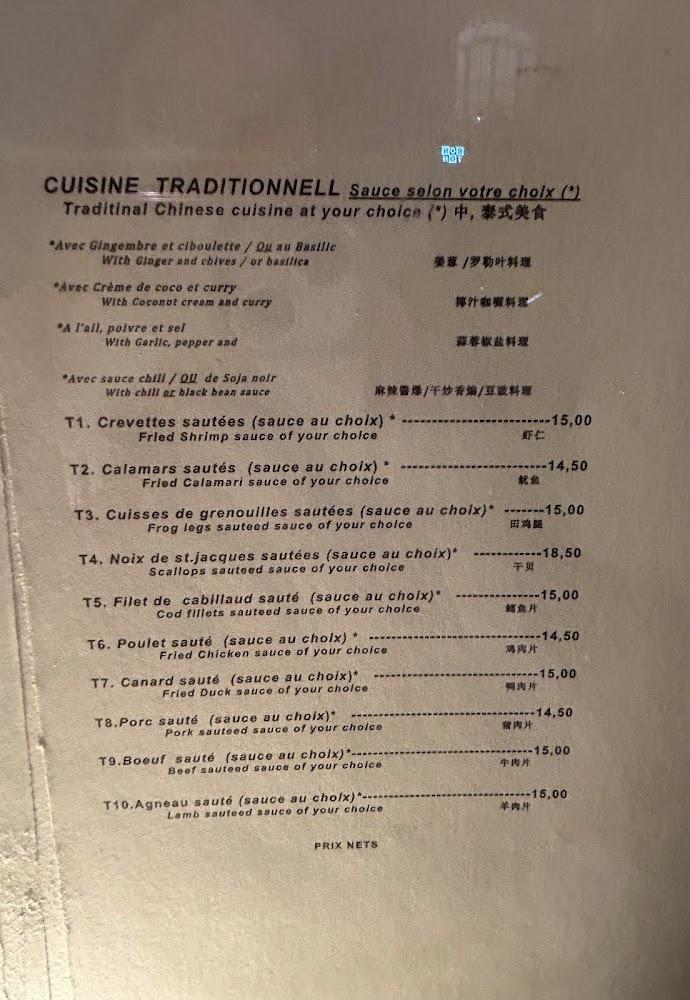 CUISINE TRADITIONNELL Sauce selon votre choix (*)
Traditinal Chinese cuisine at your choice (*) 中, 泰式美食
*Avec Gingembre et ciboulette / Ou au Basilic
With Ginger and chives / or basilica 姜葱 /罗勒叶料理
*Avec Crème de coco et curry
With Coconut cream and curry 椰汁咖喱料理
*A l'ail, poivre et sel
With Garlic, pepper and 蒜蓉椒盐料理
*Avec sauce chili / OU de Soja noir
With chili or black bean sauce 麻辣酱爆/干炒香煸/豆豉料理
T1. Crevettes sautées (sauce au choix) * --------------------------15,00
Fried Shrimp sauce of your choice 虾仁
T2. Calamars sautés (sauce au choix) * -------------------------14,50
Fried Calamari sauce of your choice 鱿鱼
T3. Cuisses de grenouilles sautées (sauce au choix)* -------15,00
Frog legs sauteed sauce of your choice 田鸡腿
T4. Noix de st.jacques sautées (sauce au choix)* ------------18,50
Scallops sauteed sauce of your choice 干贝
T5. Filet de cabillaud sauté (sauce au choix)* ---------------15,00
Cod fillets sauteed sauce of your choice 鳕鱼片
T6. Poulet sauté (sauce au choix) * ------------------------------14,50
Fried Chicken sauce of your choice 鸡肉片
T7. Canard sauté (sauce au choix)* -----------------------------15,00
Fried Duck sauce of your choice 鸭肉片
T8.Porc sauté (sauce au choix)* --------------------------------14,50
Pork sauteed sauce of your choice 猪肉片
T9.Boeuf sauté (sauce au choix)*--------------------------------15,00
Beef sauteed sauce of your choice 牛肉片
T10.Agneau sauté (sauce au choix)*------------------------------15,00
Lamb sauteed sauce of your choice 羊肉片
PRIX NETS